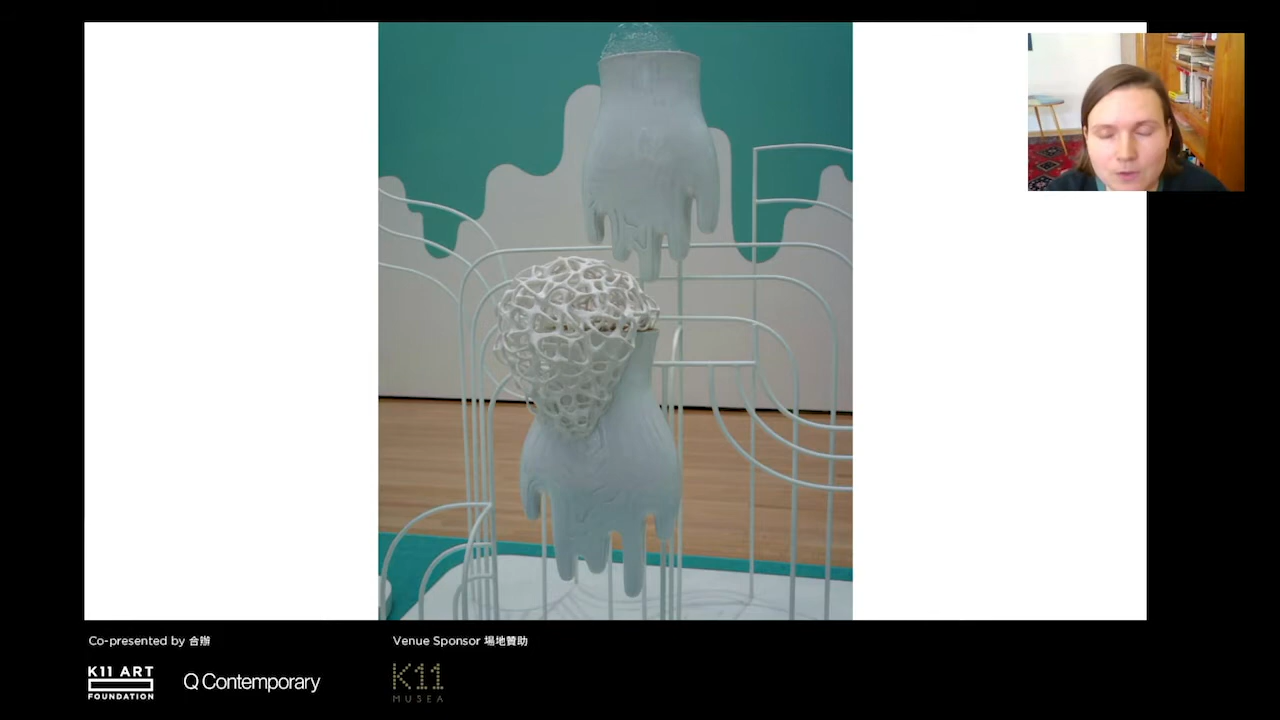 Co-presented by 合辦
Venue Sponsor 場地贊助
K11 ART
FOUNDATION
Q Contemporary
K11
MUSEA